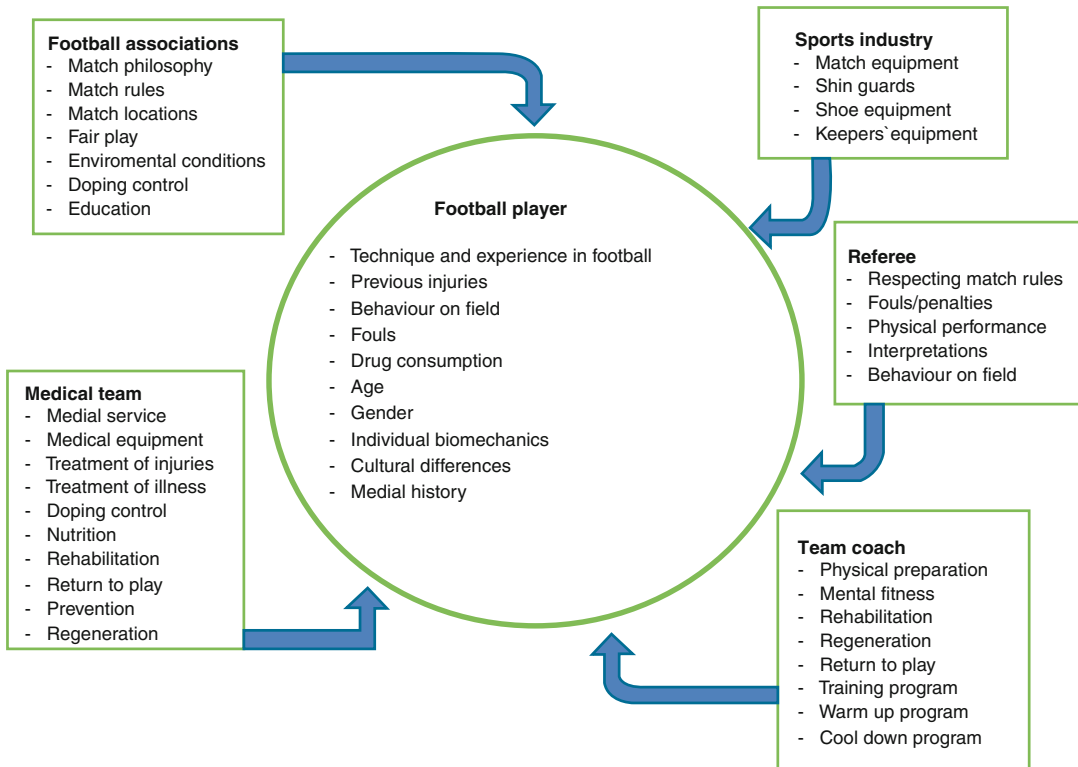 Football associations
- Match philosophy
- Match rules
- Match locations
- Fair play
- Enviromental conditions
- Doping control
- Education
Sports industry
- Match equipment
- Shin guards
- Shoe equipment
- Keepers`equipment
Football player
- Technique and experience in football
- Previous injuries
- Behaviour on field
- Fouls
- Drug consumption
- Age
- Gender
- Individual biomechanics
- Cultural differences
- Medial history
Referee
- Respecting match rules
- Fouls/penalties
- Physical performance
- Interpretations
- Behaviour on field
Medical team
- Medial service
- Medical equipment
- Treatment of injuries
- Treatment of illness
- Doping control
- Nutrition
- Rehabilitation
- Return to play
- Prevention
- Regeneration
Team coach
- Physical preparation
- Mental fitness
- Rehabilitation
- Regeneration
- Return to play
- Training program
- Warm up program
- Cool down program